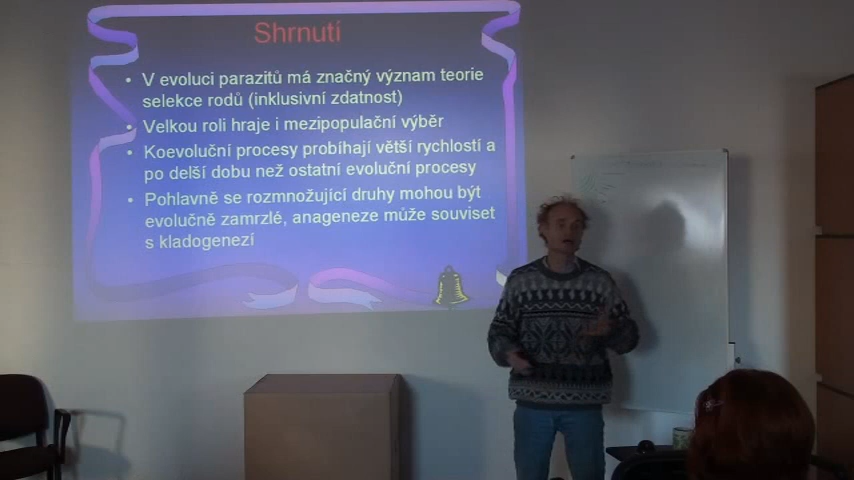 Shrnutí
• V evoluci parazitů má značný význam teorie
selekce rodů (inklusivní zdatnost)
• Velkou roli hraje i mezipopulační výběr
• Koevoluční procesy probíhají větší rychlostí a
po delší dobu než ostatní evoluční procesy
• Pohlavně se rozmnožující druhy mohou být
evolučně zamrzlé, anageneze může souviset
s kladogenezí